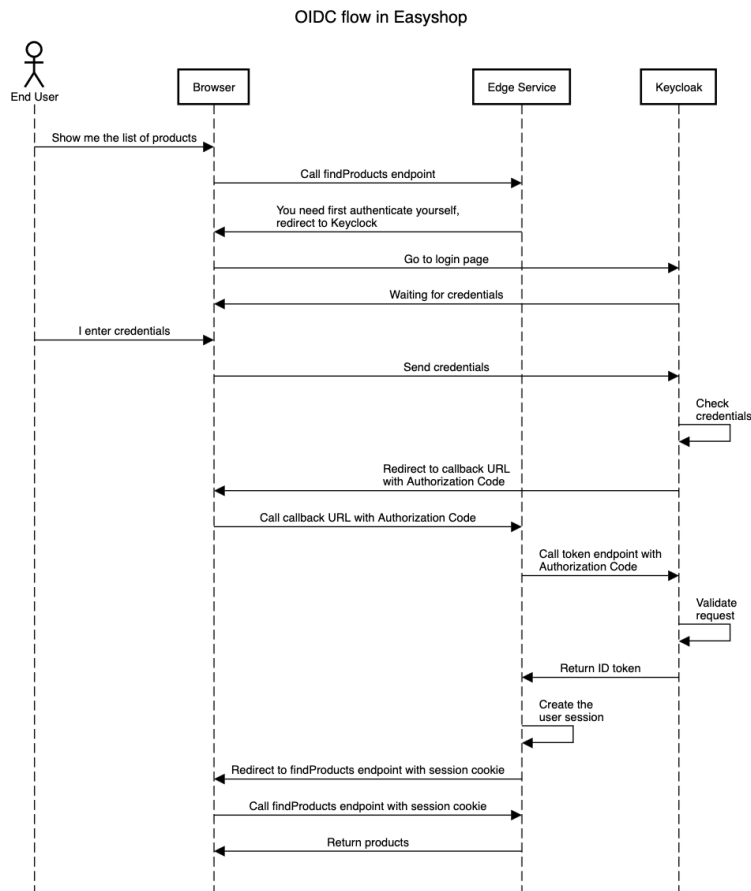 OIDC flow in Easyshop
End User
Browser
Edge Service
Keycloak
Show me the list of products
Call findProducts endpoint
You need first authenticate yourself,
redirect to Keyclock
Go to login page
Waiting for credentials
I enter credentials
Send credentials
Check
credentials
Redirect to callback URL
with Authorization Code
Call callback URL with Authorization Code
Call token endpoint with
Authorization Code
Validate
request
Return ID token
Create the
user session
Redirect to findProducts endpoint with session cookie
Call findProducts endpoint with session cookie
Return products